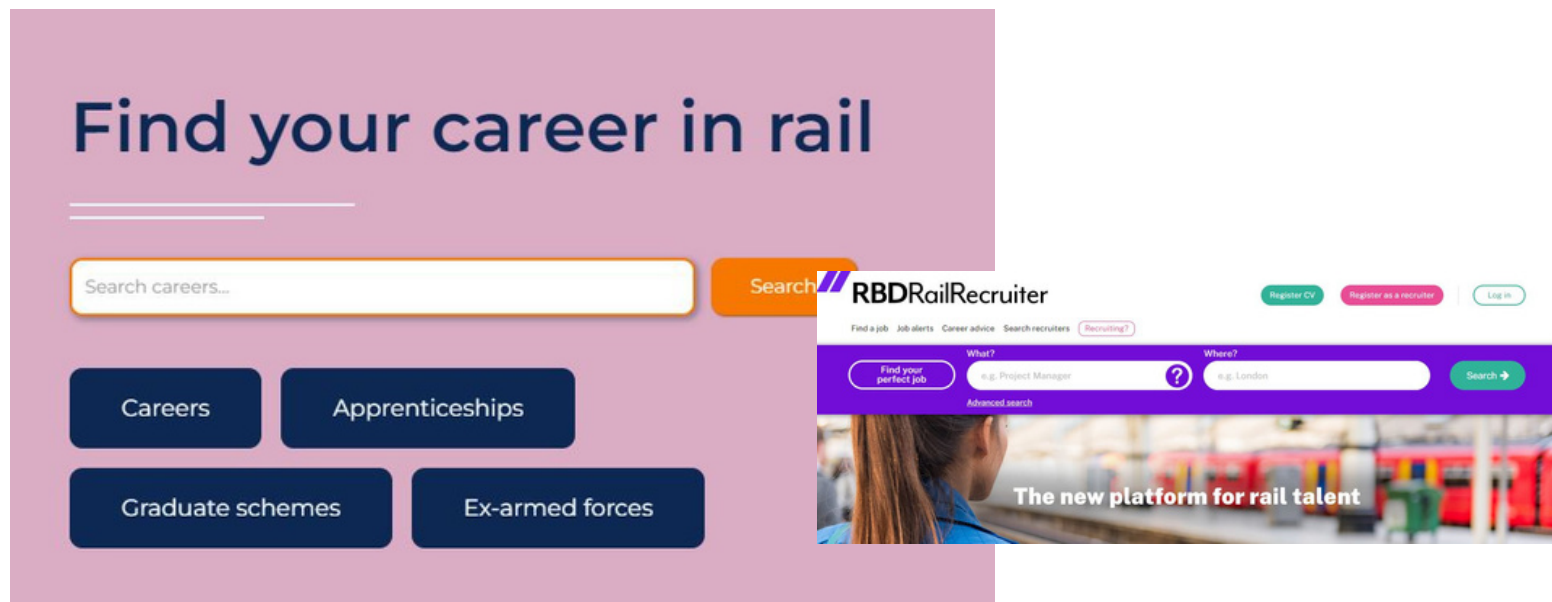 Find your career in rail
Search careers...
Search
Careers
Apprenticeships
Graduate schemes
Ex-armed forces
RBDRailRecruiter
Register CV
Register as a recruiter
Log in
Find a job
Job alerts
Career advice
Search recruiters
Recruiting?
Find your
perfect job
What?
e.g. Project Manager
?
Where?
e.g. London
Search →
Advanced search
The new platform for rail talent